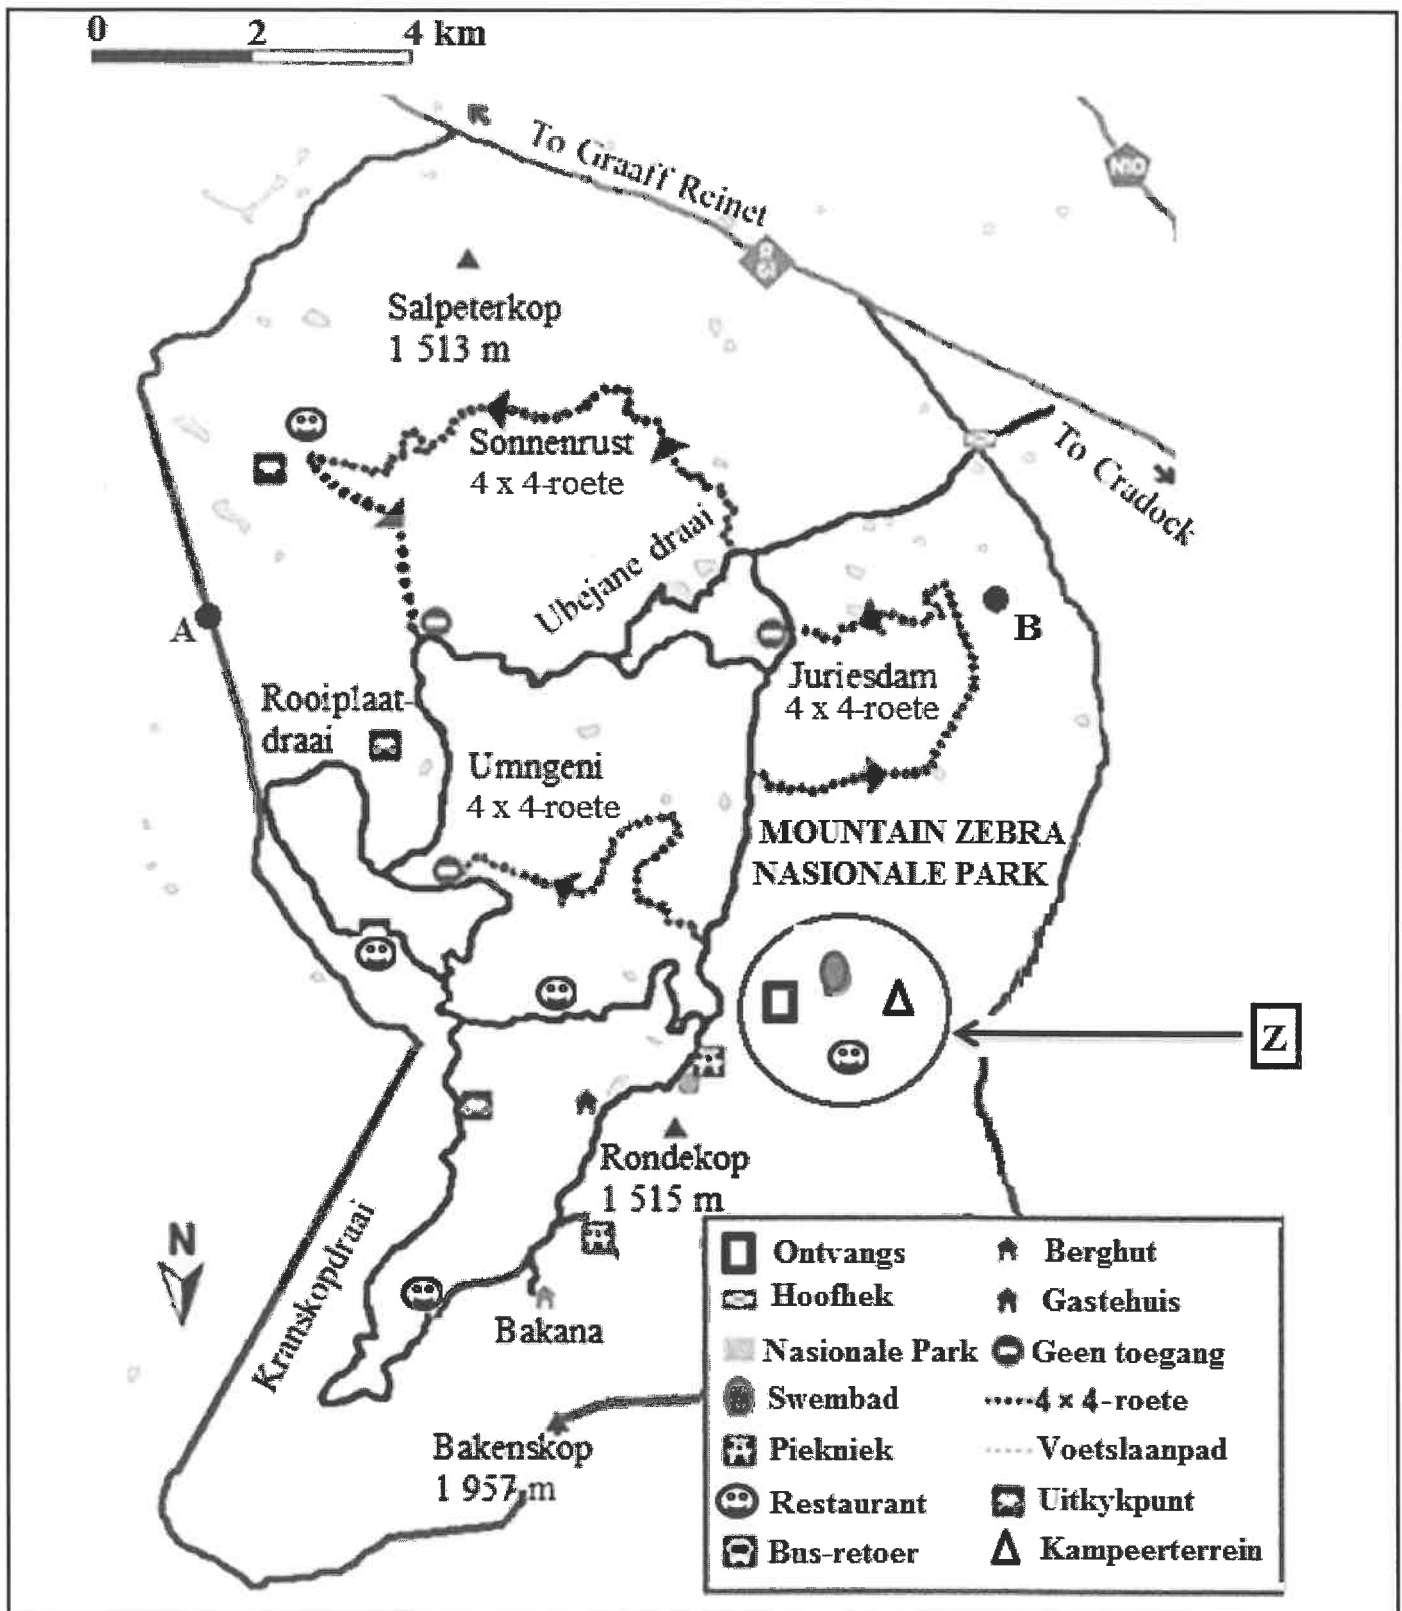 0 2 4 km
To Graaff Reinet
N10
R
61
Salpeterkop
1 513 m
Sonnenrust
4 x 4-roete
To Cradock
Ubejane draai
A
B
Juriesdam
4 x 4-roete
Rooiplaat-
draai
Umngeni
4 x 4-roete
MOUNTAIN ZEBRA
NASIONALE PARK
Z
Rondekop
1 515 m
N
Kranskopdraai
Bakana
Bakenskop
1 957 m
Ontvangs
Berghut
Hoofhek
Gastehuis
Nasionale Park
Geen toegang
Swembad
4 x 4-roete
Piekniek
Voetslaanpad
Restaurant
Uitkykpunt
Bus-retoer
Kampeerterrein